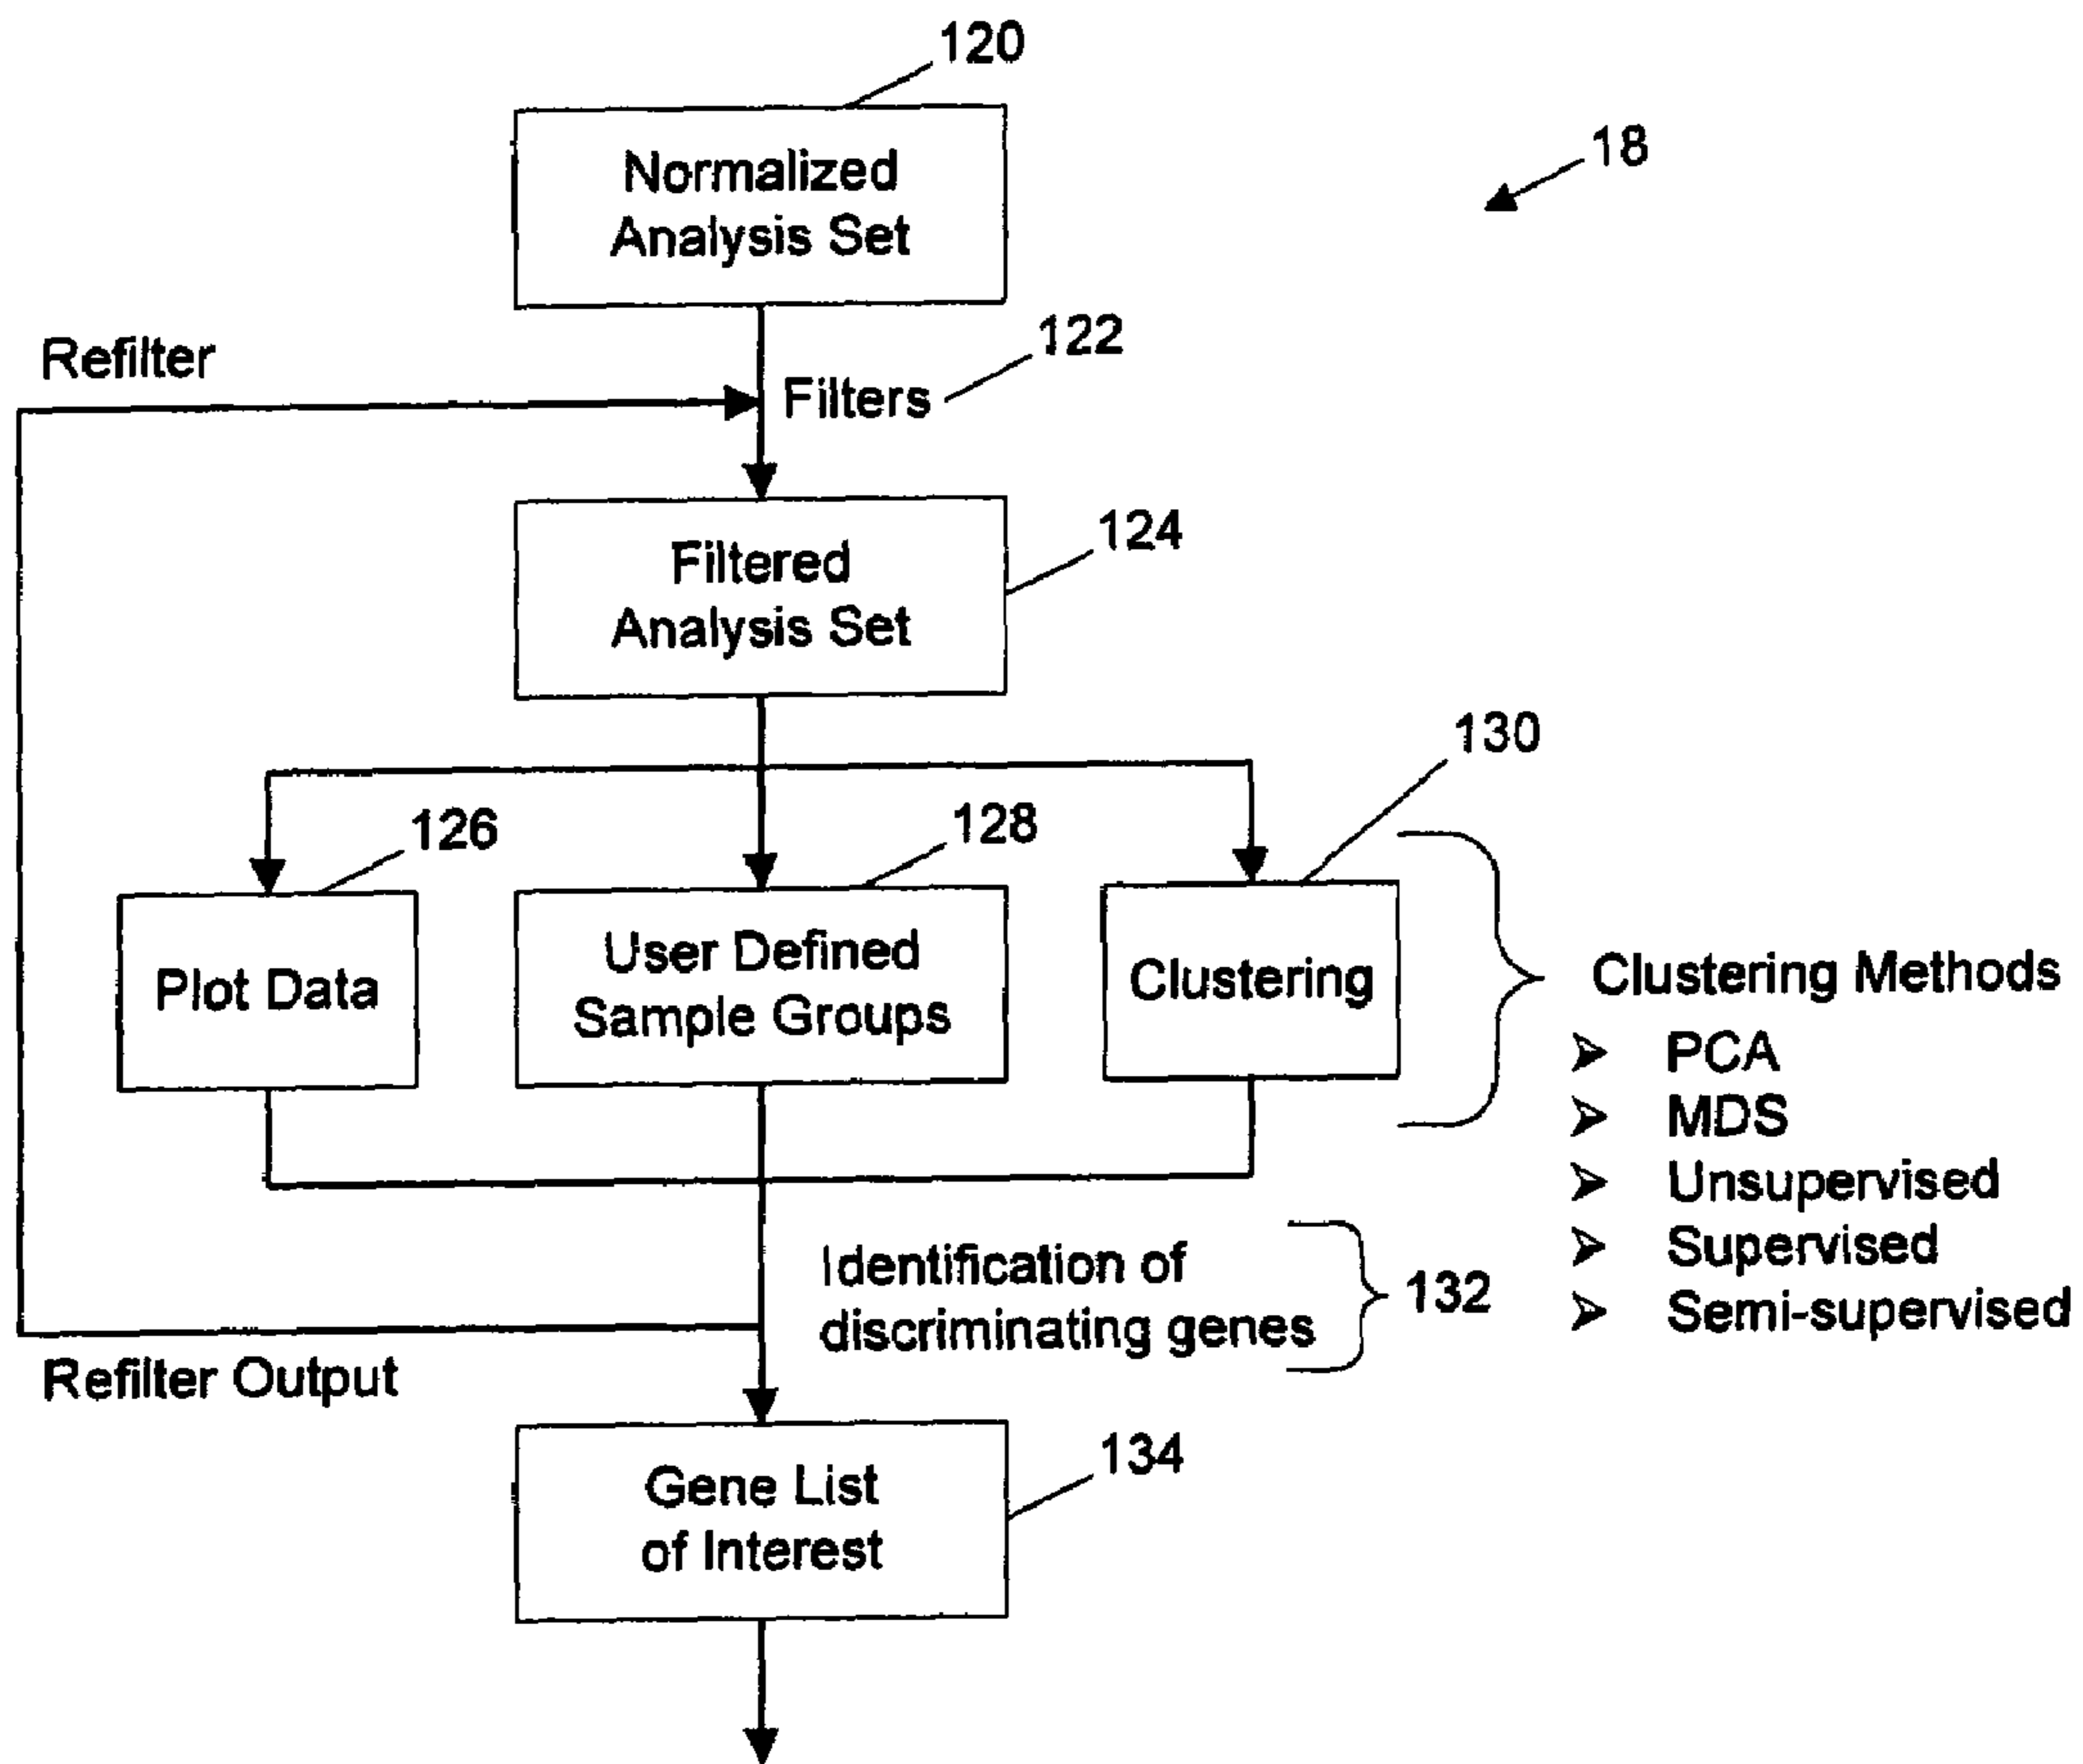 120
Normalized
Analysis Set
18
Refilter
122
Filters
Filtered
Analysis Set
124
130
126
128
Plot Data
User Defined
Sample Groups
Clustering
Clustering Methods
➢ PCA
➢ MDS
➢ Unsupervised
➢ Supervised
➢ Semi-supervised
Identification of
discriminating genes
132
Refilter Output
Gene List
of Interest
134